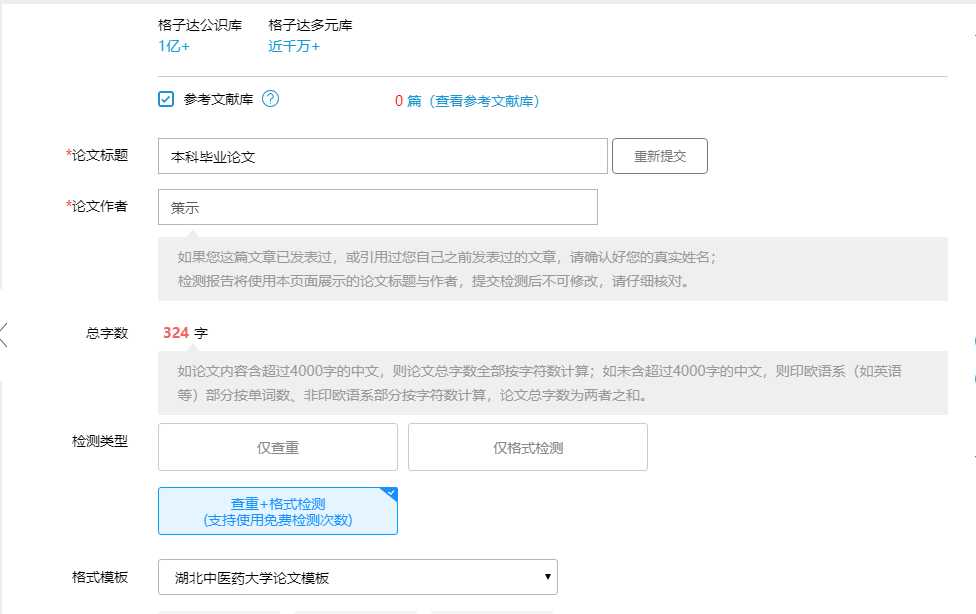 格子达公识库 格子达多元库
1亿+ 近千万+
参考文献库 ? 0 篇（查看参考文献库）
*论文标题 本科毕业论文 重新提交
*论文作者 策示
如果您这篇文章已发表过，或引用过您自己之前发表过的文章，请确认好您的真实姓名；
检测报告将使用本页面展示的论文标题与作者，提交检测后不可修改，请仔细核对。
总字数 324 字
如论文内容含超过4000字的中文，则论文总字数全部按字符数计算；如未含超过4000字的中文，则印欧语系（如英语
等）部分按单词数、非印欧语系部分按字符数计算，论文总字数为两者之和。
检测类型 仅查重 仅格式检测
查重+格式检测
(支持使用免费检测次数)
格式模板 湖北中医药大学论文模板